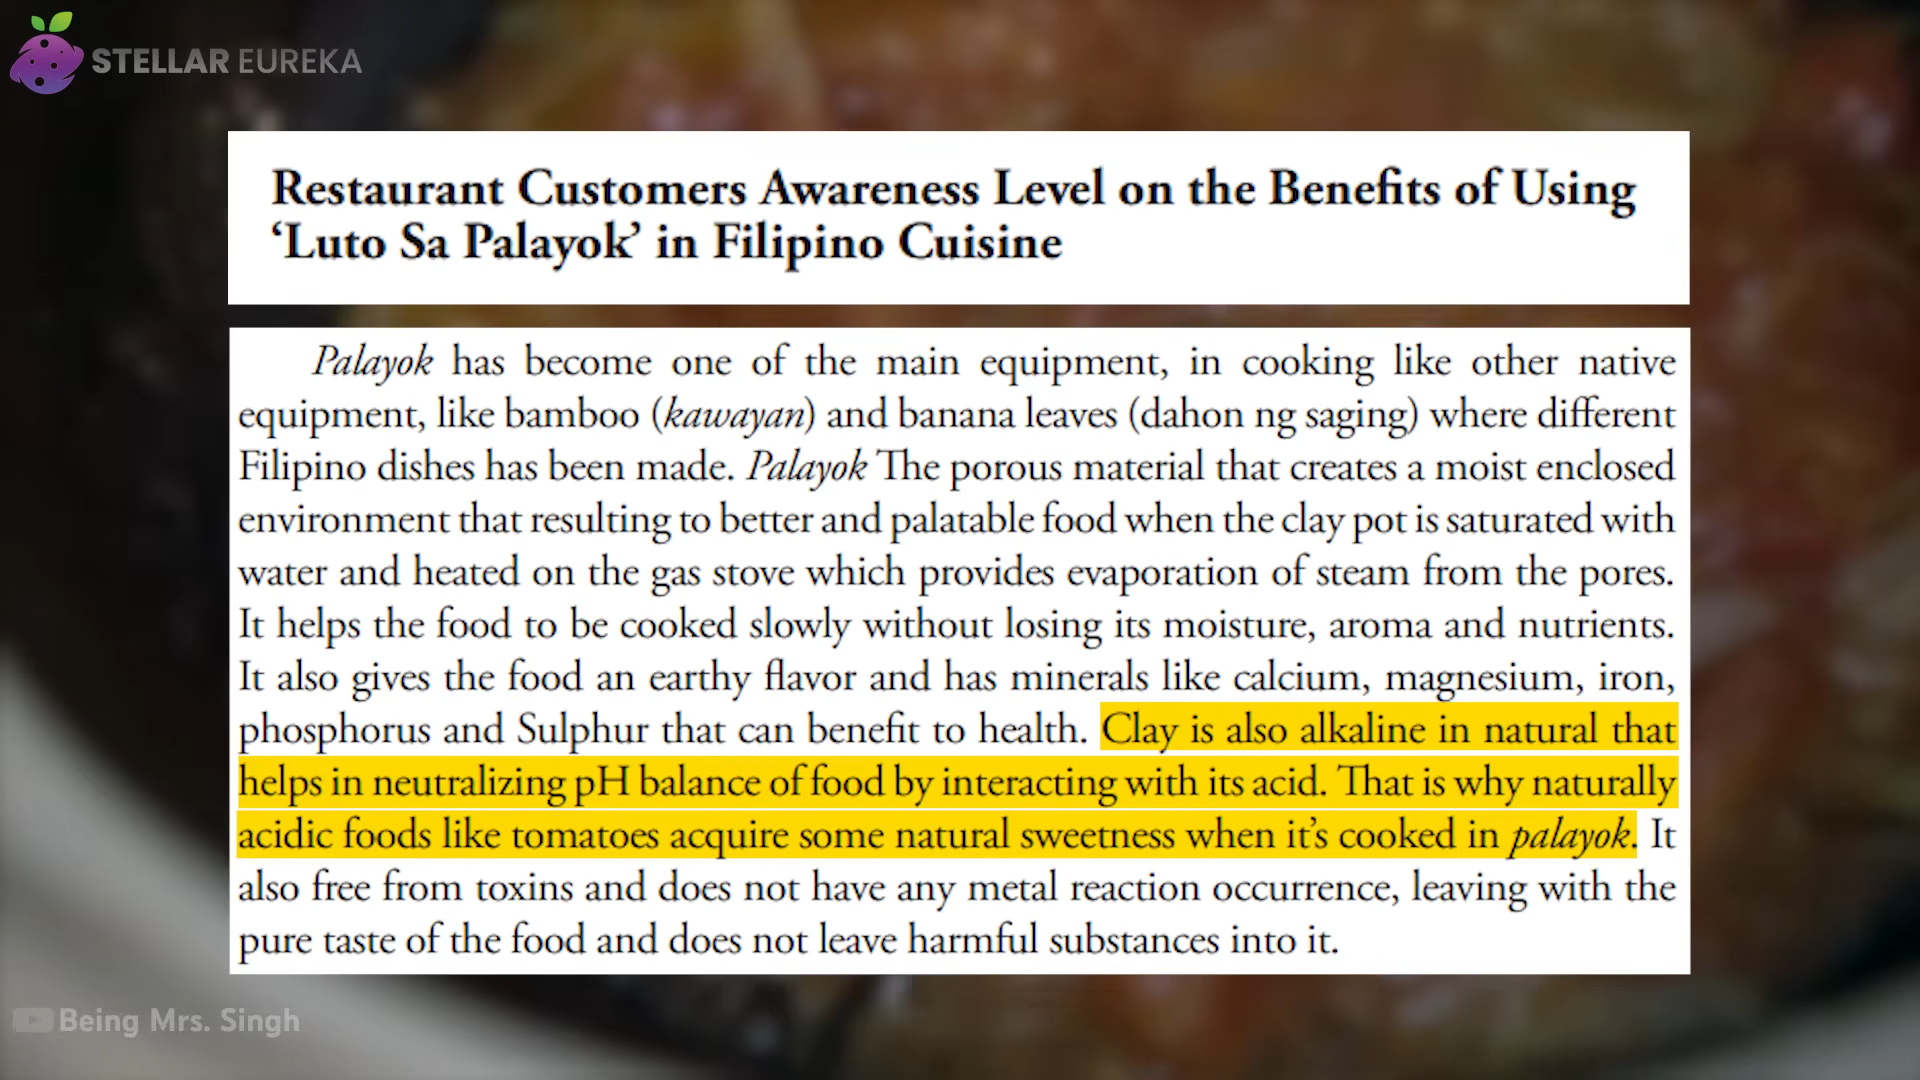 STELLAR EUREKA
Restaurant Customers Awareness Level on the Benefits of Using
‘Luto Sa Palayok’ in Filipino Cuisine
Palayok has become one of the main equipment, in cooking like other native
equipment, like bamboo (kawayan) and banana leaves (dahon ng saging) where different
Filipino dishes has been made. Palayok The porous material that creates a moist enclosed
environment that resulting to better and palatable food when the clay pot is saturated with
water and heated on the gas stove which provides evaporation of steam from the pores.
It helps the food to be cooked slowly without losing its moisture, aroma and nutrients.
It also gives the food an earthy flavor and has minerals like calcium, magnesium, iron,
phosphorus and Sulphur that can benefit to health. Clay is also alkaline in natural that
helps in neutralizing pH balance of food by interacting with its acid. That is why naturally
acidic foods like tomatoes acquire some natural sweetness when it’s cooked in palayok. It
also free from toxins and does not have any metal reaction occurrence, leaving with the
pure taste of the food and does not leave harmful substances into it.
Being Mrs. Singh